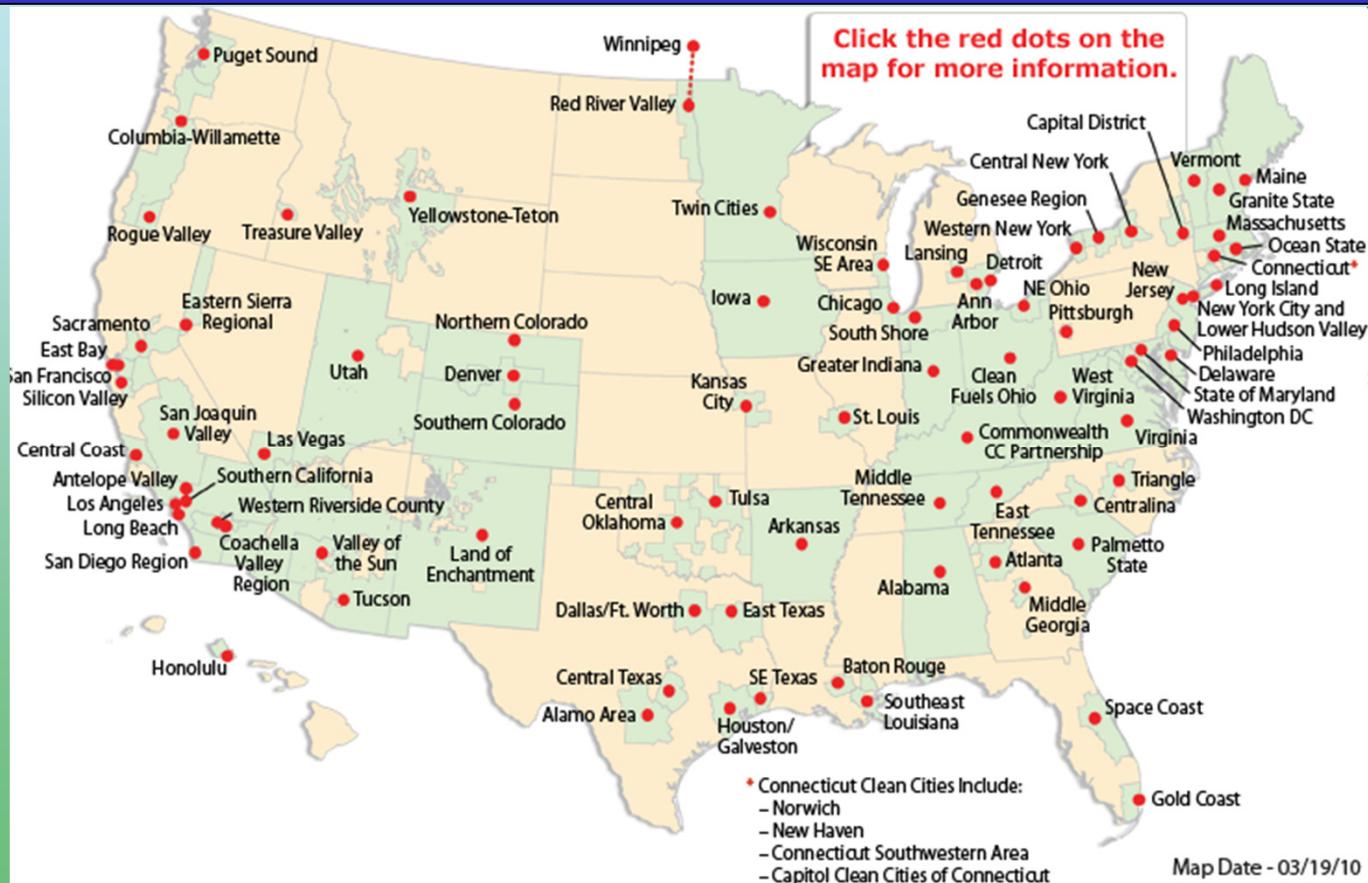 Click the red dots on the
map for more information.
Winnipeg
Red River Valley
Puget Sound
Columbia-Willamette
Rogue Valley
Treasure Valley
Yellowstone-Teton
Twin Cities
Wisconsin
SE Area
Lansing
Detroit
Ann
Arbor
Capital District
Central New York
Genesee Region
Western New York
Vermont
Maine
Granite State
Massachusetts
Ocean State
Connecticut*
Long Island
New
Jersey
New York City and
Lower Hudson Valley
Philadelphia
Delaware
State of Maryland
Washington DC
NE Ohio
Pittsburgh
Iowa
Chicago
South Shore
Greater Indiana
Clean
Fuels Ohio
West
Virginia
Virginia
Eastern Sierra
Regional
Sacramento
East Bay
San Francisco
Silicon Valley
Northern Colorado
Utah
Denver
Southern Colorado
Kansas
City
St. Louis
Commonwealth
CC Partnership
San Joaquin
Valley
Central Coast
Las Vegas
Antelope Valley
Southern California
Los Angeles
Western Riverside County
Long Beach
San Diego Region
Coachella
Valley
Region
Valley of
the Sun
Tucson
Land of
Enchantment
Central
Oklahoma
Tulsa
Arkansas
Middle
Tennessee
East
Tennessee
Triangle
Centralina
Palmetto
State
Atlanta
Alabama
Middle
Georgia
Dallas/Ft. Worth
East Texas
Honolulu
Central Texas
Alamo Area
SE Texas
Houston/
Galveston
Baton Rouge
Southeast
Louisiana
Space Coast
Gold Coast
* Connecticut Clean Cities Include:
– Norwich
– New Haven
– Connecticut Southwestern Area
– Capitol Clean Cities of Connecticut
Map Date - 03/19/10